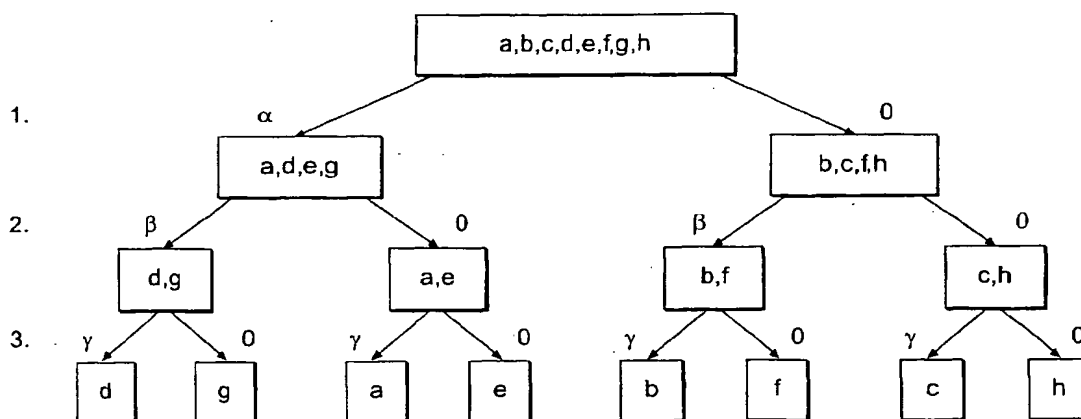 a,b,c,d,e,f,g,h
1. α 0
a,d,e,g b,c,f,h
2. β 0 β 0
d,g a,e b,f c,h
3. γ 0 γ 0 γ 0 γ 0
d g a e b f c h